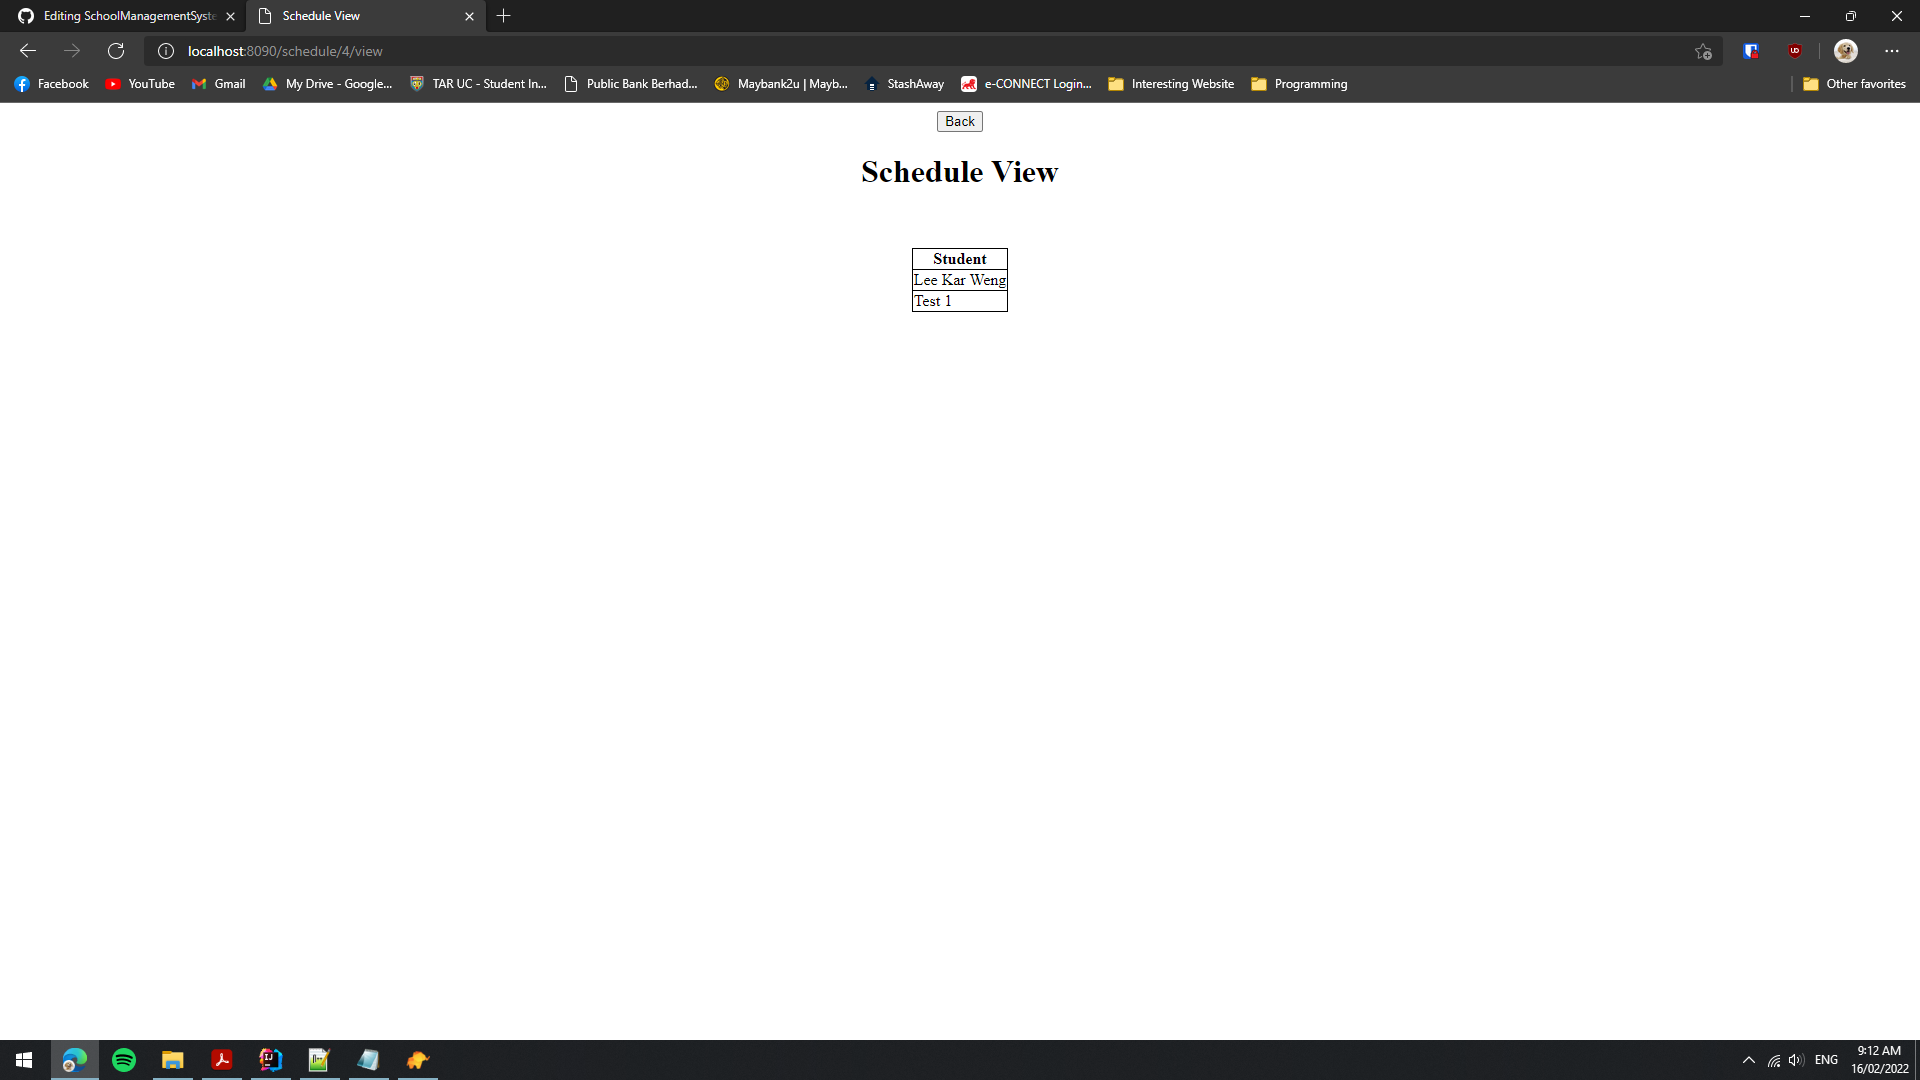 Editing SchoolManagementSyste
Schedule View
localhost:8090/schedule/4/view
Facebook YouTube Gmail My Drive - Google... TAR UC - Student In... Public Bank Berhad... Maybank2u | Mayb... StashAway e-CONNECT Login... Interesting Website Programming Other favorites
Back
Schedule View
Student
Lee Kar Weng
Test 1
ENG
9:12 AM
16/02/2022